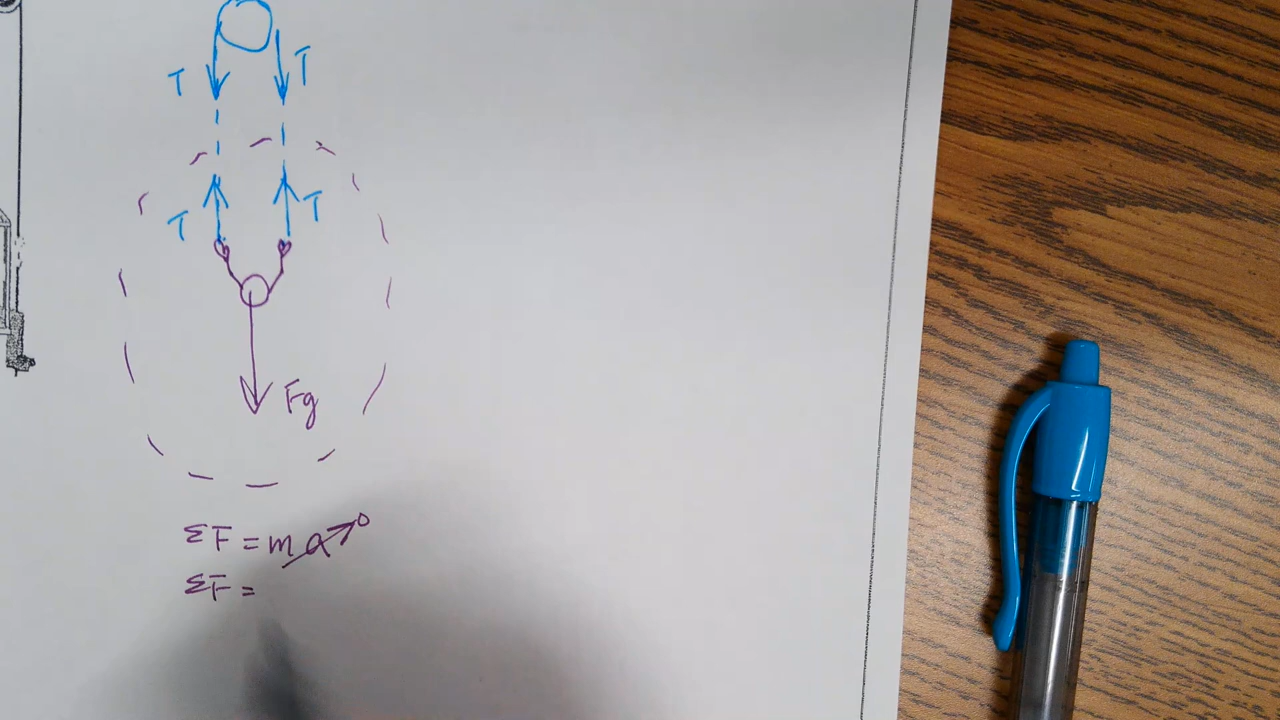 T T
T T
Fg
ΣF = ma 0
ΣF =